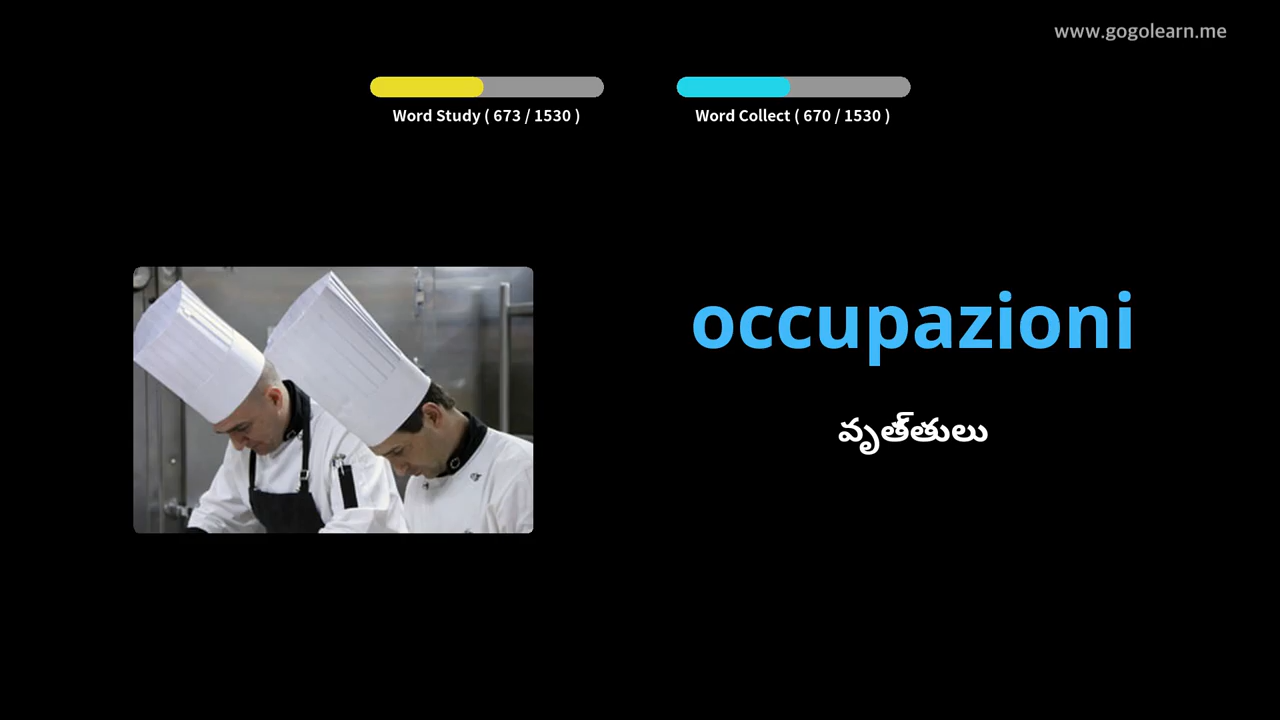 www.gogolearn.me
Word Study ( 673 / 1530 )
Word Collect ( 670 / 1530 )
occupazioni
వృత్తులు